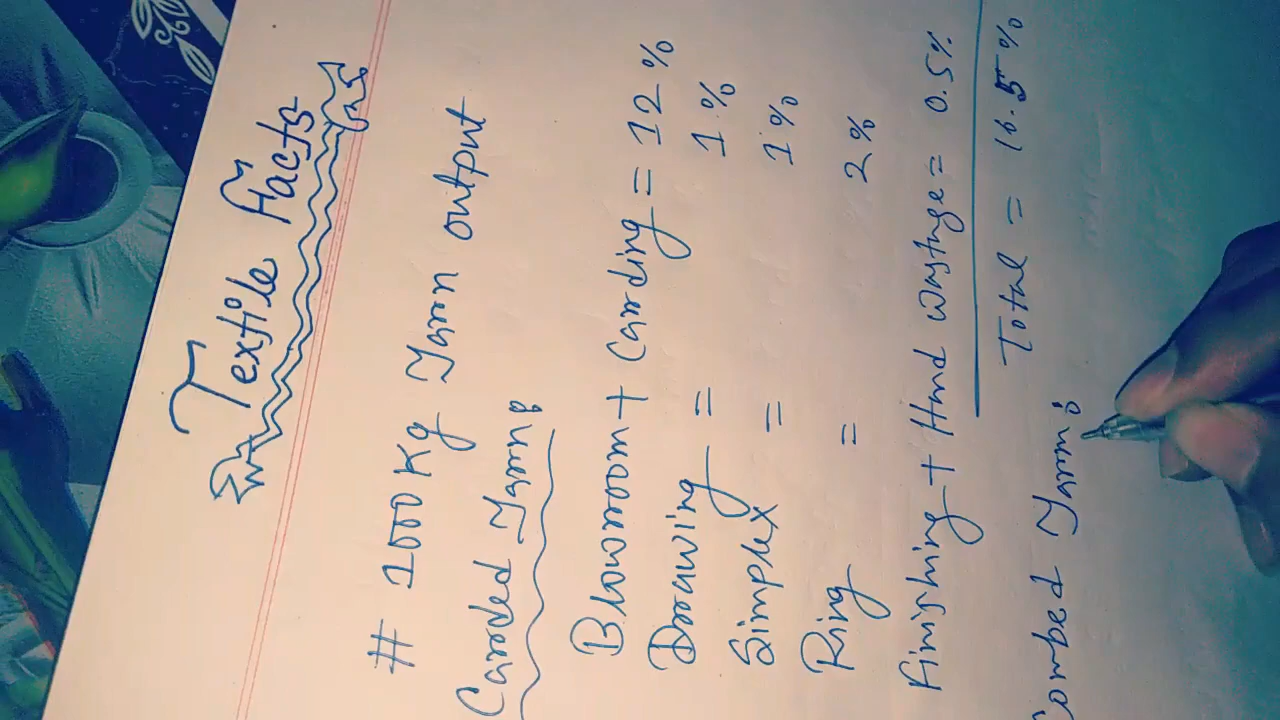 Textile Facts
# 1000 Kg Yarn output
Carded Yarn:
Blowroom + Carding = 12%
Drawing = 1%
Simplex = 1%
Ring = 2%
Finishing + Hard wastage = 0.5%
Total = 16.5%
Combed Yarn: